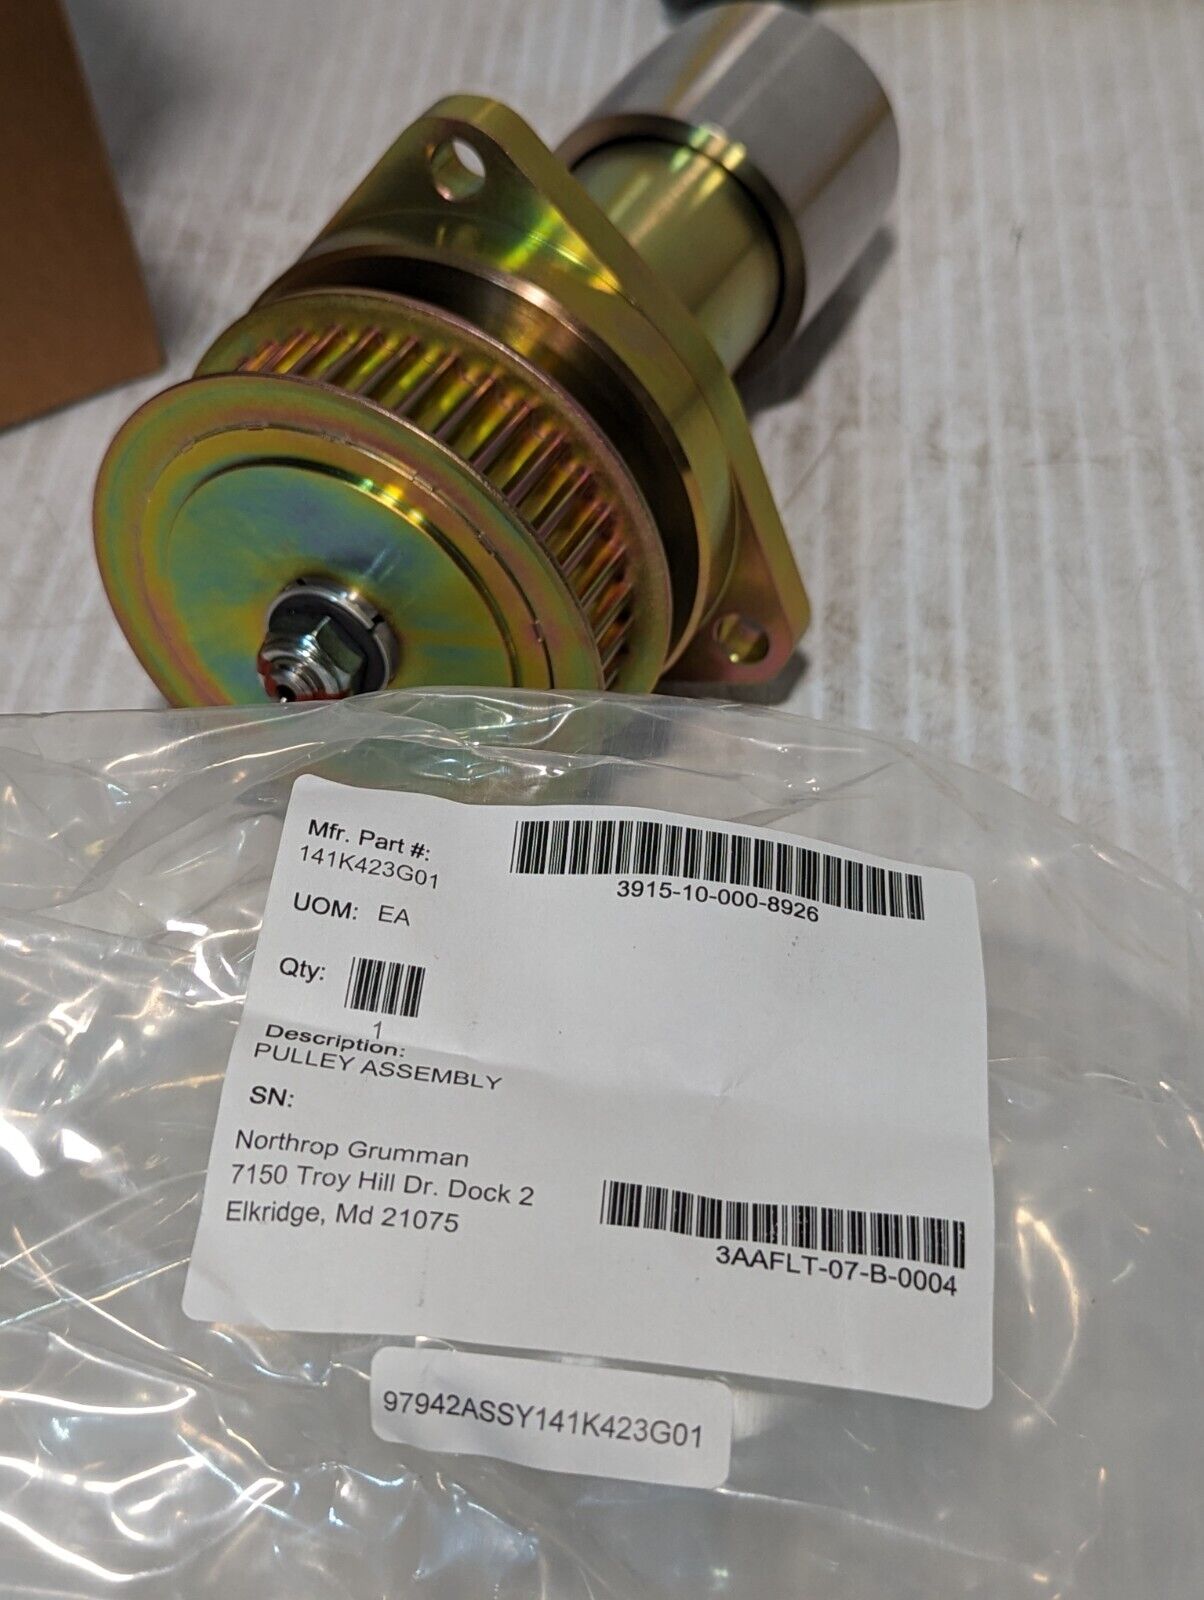 Mfr. Part #:
141K423G01
3915-10-000-8926
UOM: EA
Qty:
1
Description:
PULLEY ASSEMBLY
SN:
Northrop Grumman
7150 Troy Hill Dr. Dock 2
Elkridge, Md 21075
3AAFLT-07-B-0004
97942ASSY141K423G01